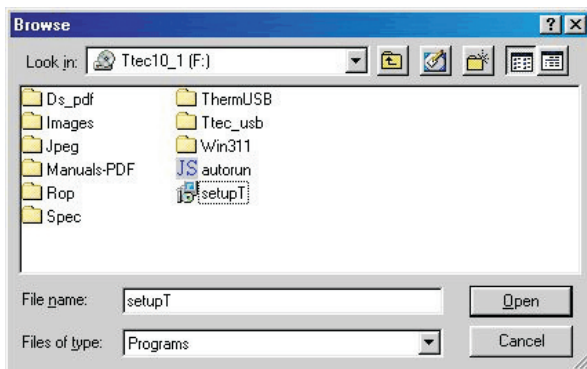 Browse
Look in: Ttec10_1 (F:)
Ds_pdf
Images
Jpeg
Manuals-PDF
Rop
Spec
ThermUSB
Ttec_usb
Win311
JS autorun
setupT
File name: setupT Open
Files of type: Programs Cancel